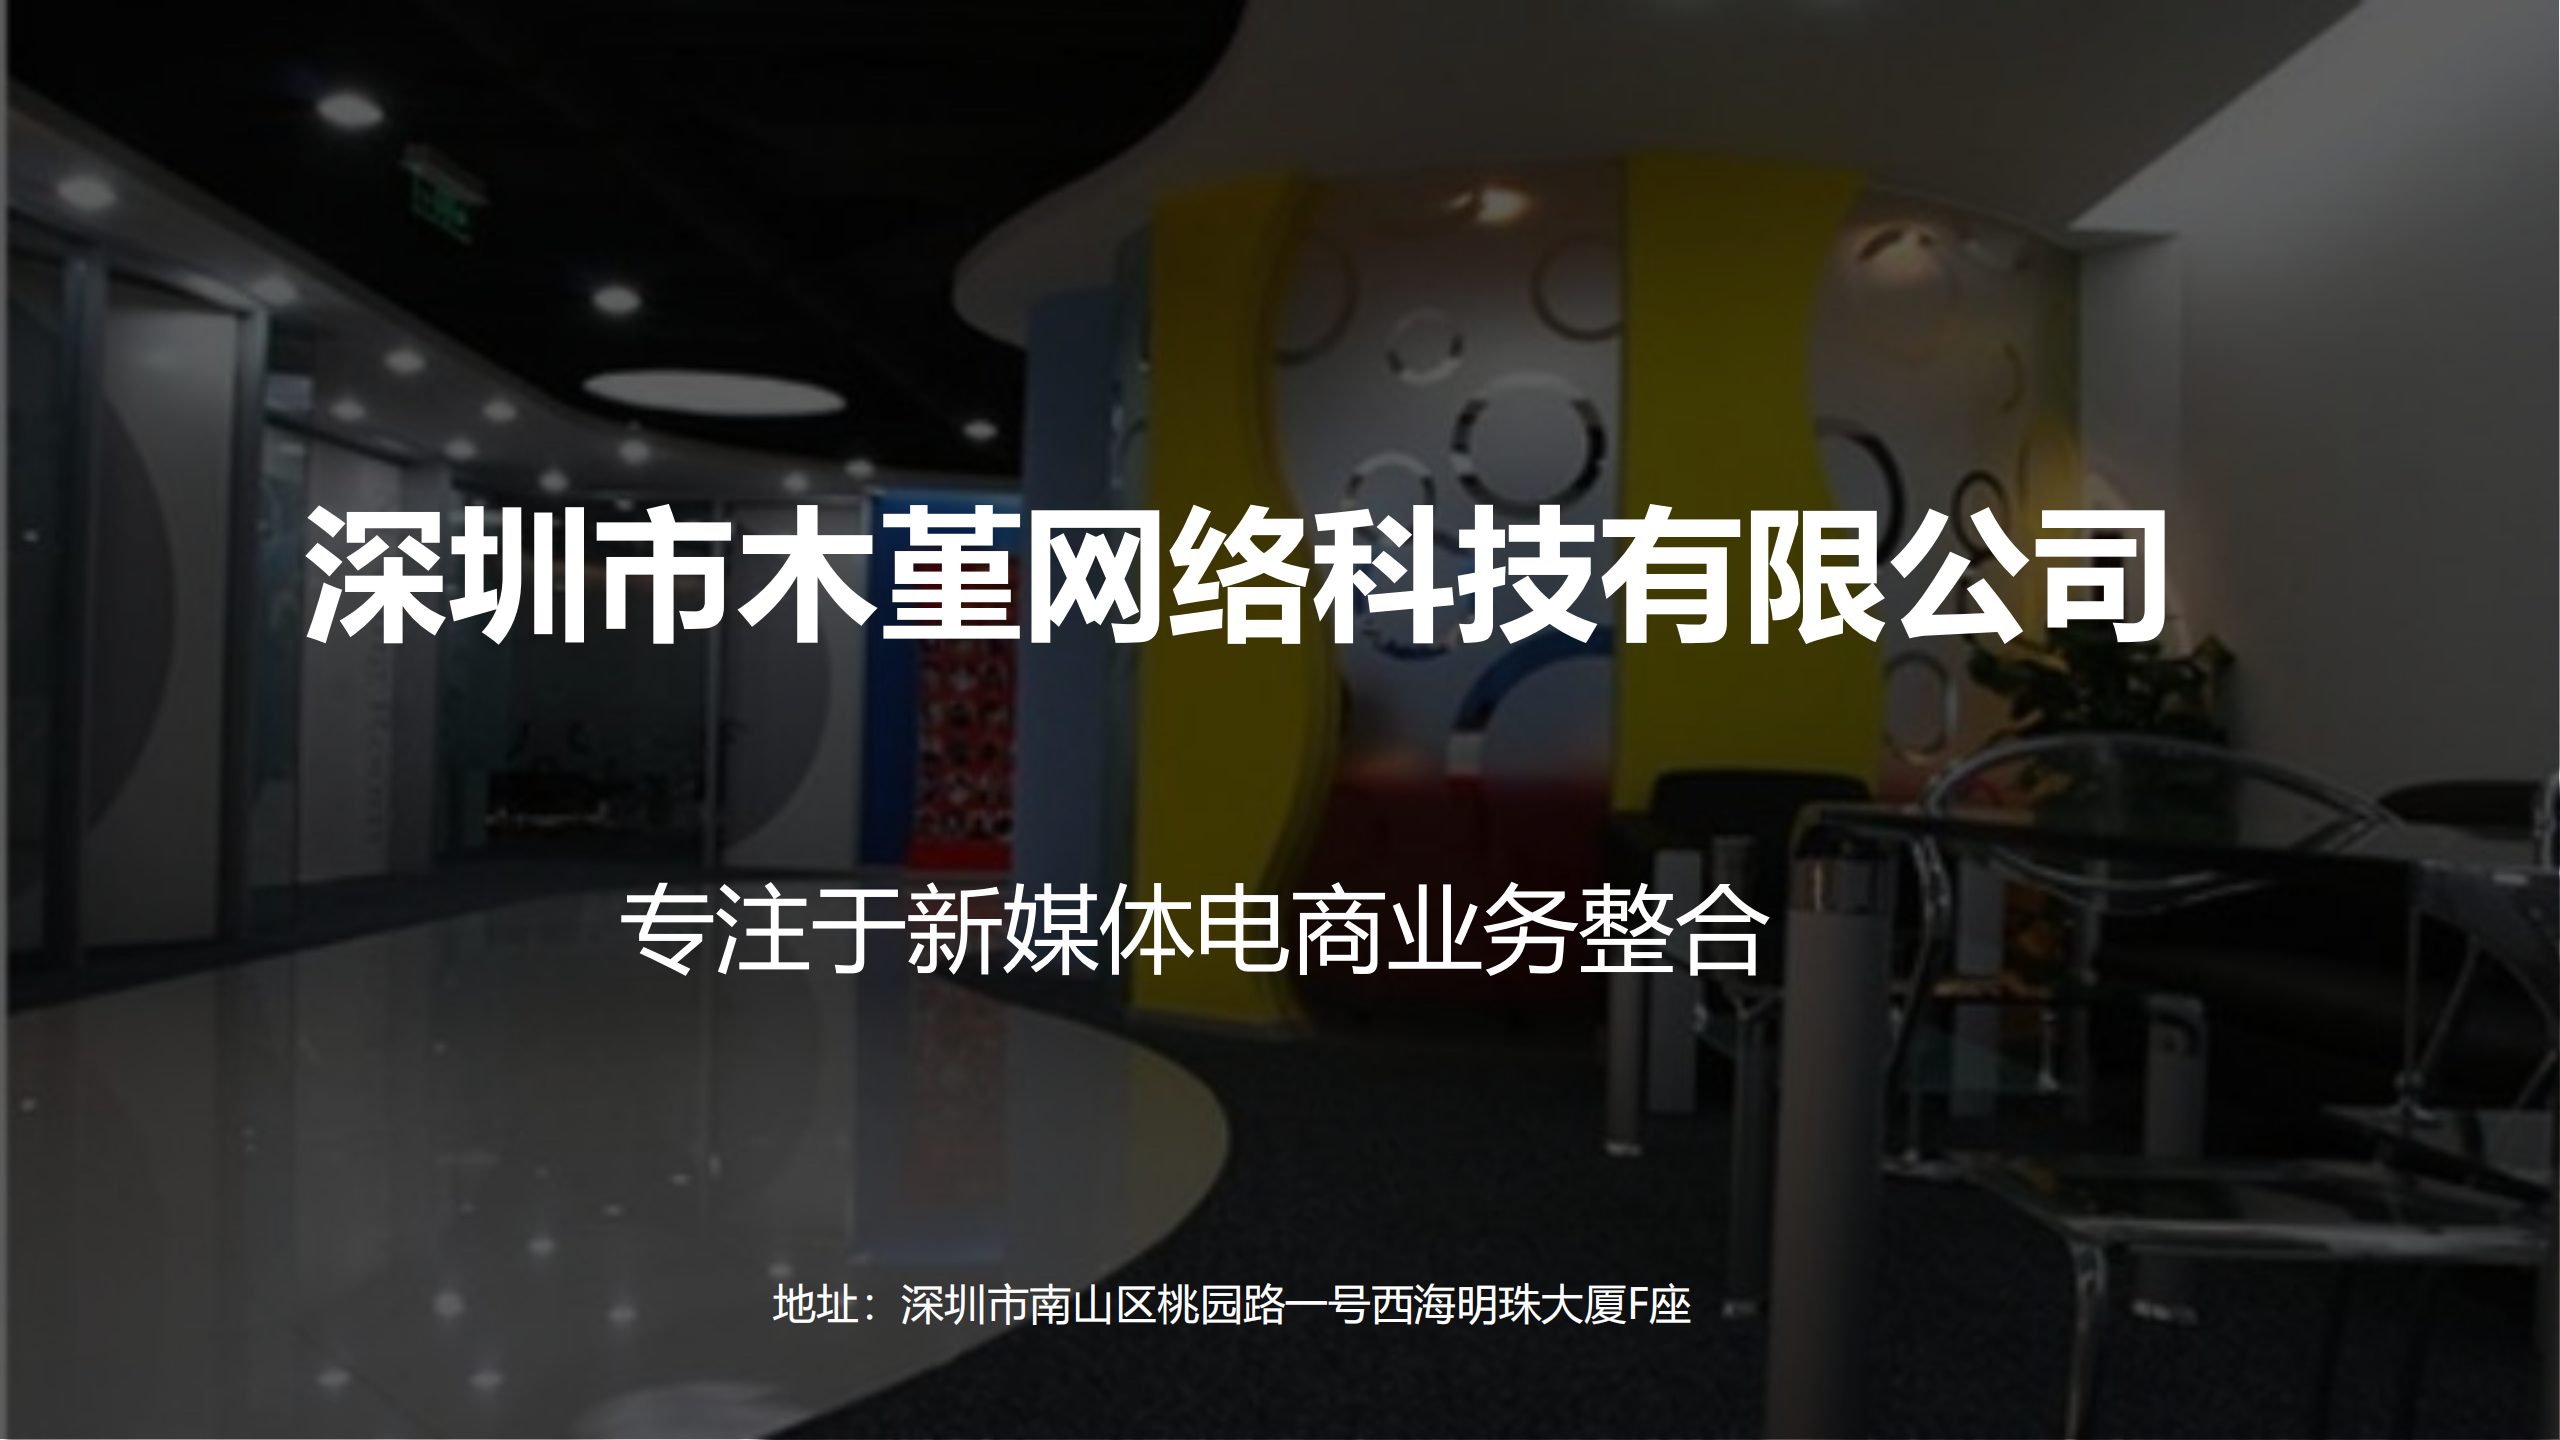 深圳市木堇网络科技有限公司
专注于新媒体电商业务整合
地址：深圳市南山区桃园路一号西海明珠大厦F座